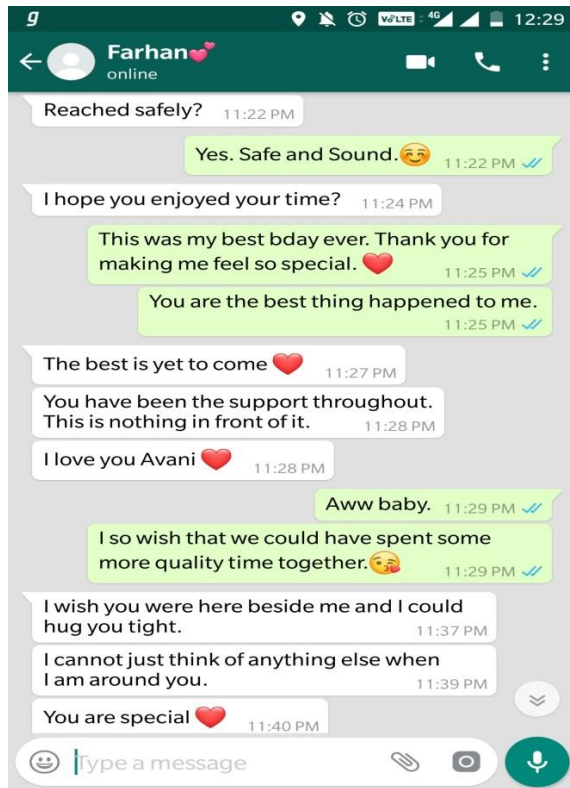 g VoLTE 4G 12:29
Farhan💕
online
Reached safely? 11:22 PM
Yes. Safe and Sound.☺️ 11:22 PM
I hope you enjoyed your time? 11:24 PM
This was my best bday ever. Thank you for
making me feel so special. ❤️ 11:25 PM
You are the best thing happened to me.
11:25 PM
The best is yet to come ❤️ 11:27 PM
You have been the support throughout.
This is nothing in front of it. 11:28 PM
I love you Avani ❤️ 11:28 PM
Aww baby. 11:29 PM
I so wish that we could have spent some
more quality time together.😘 11:29 PM
I wish you were here beside me and I could
hug you tight. 11:37 PM
I cannot just think of anything else when
I am around you. 11:39 PM
You are special ❤️ 11:40 PM
Type a message